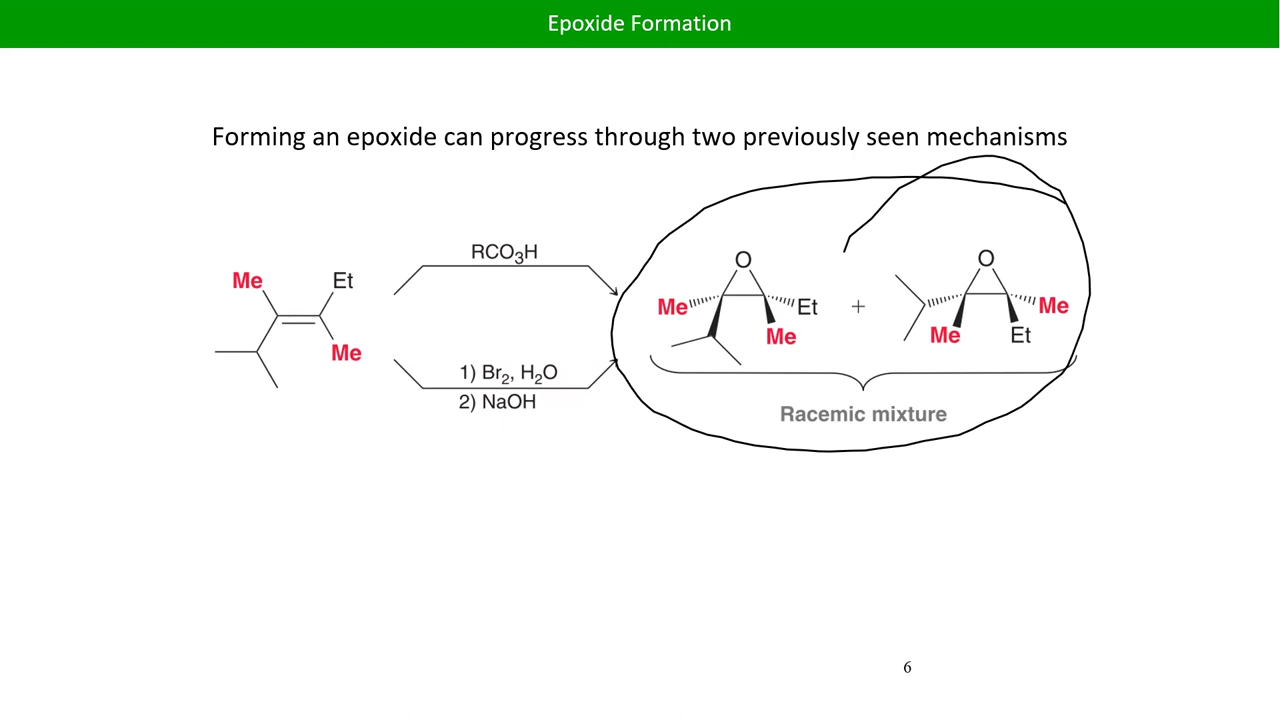 Epoxide Formation
Forming an epoxide can progress through two previously seen mechanisms
Me Et
Me
RCO₃H
1) Br₂, H₂O
2) NaOH
O
Me Et
Me
+
O
Me
Me Et
Racemic mixture
6